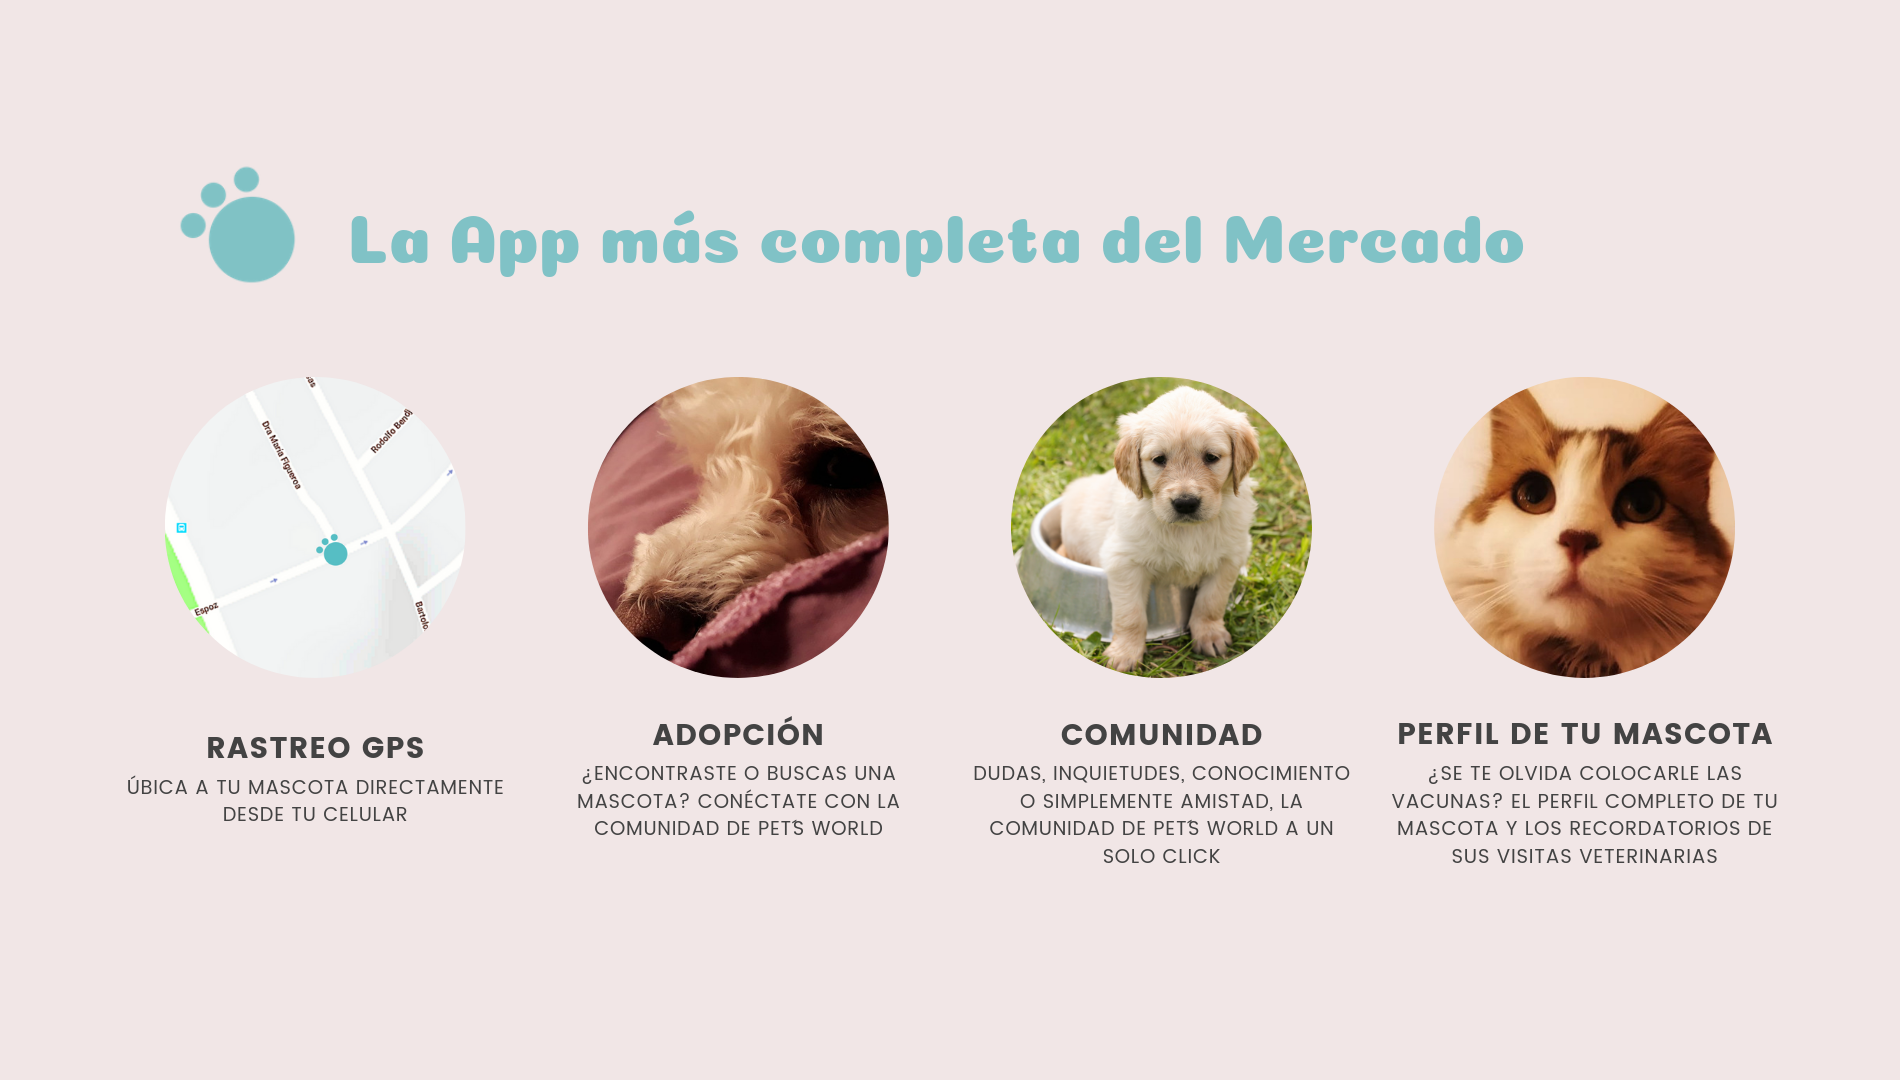 La App más completa del Mercado
as
Dra María Figueroa
Rodolfo Bendj
Espoz
Bartolo
RASTREO GPS
ÚBICA A TU MASCOTA DIRECTAMENTE
DESDE TU CELULAR
ADOPCIÓN
¿ENCONTRASTE O BUSCAS UNA
MASCOTA? CONÉCTATE CON LA
COMUNIDAD DE PET´S WORLD
COMUNIDAD
DUDAS, INQUIETUDES, CONOCIMIENTO
O SIMPLEMENTE AMISTAD, LA
COMUNIDAD DE PET´S WORLD A UN
SOLO CLICK
PERFIL DE TU MASCOTA
¿SE TE OLVIDA COLOCARLE LAS
VACUNAS? EL PERFIL COMPLETO DE TU
MASCOTA Y LOS RECORDATORIOS DE
SUS VISITAS VETERINARIAS